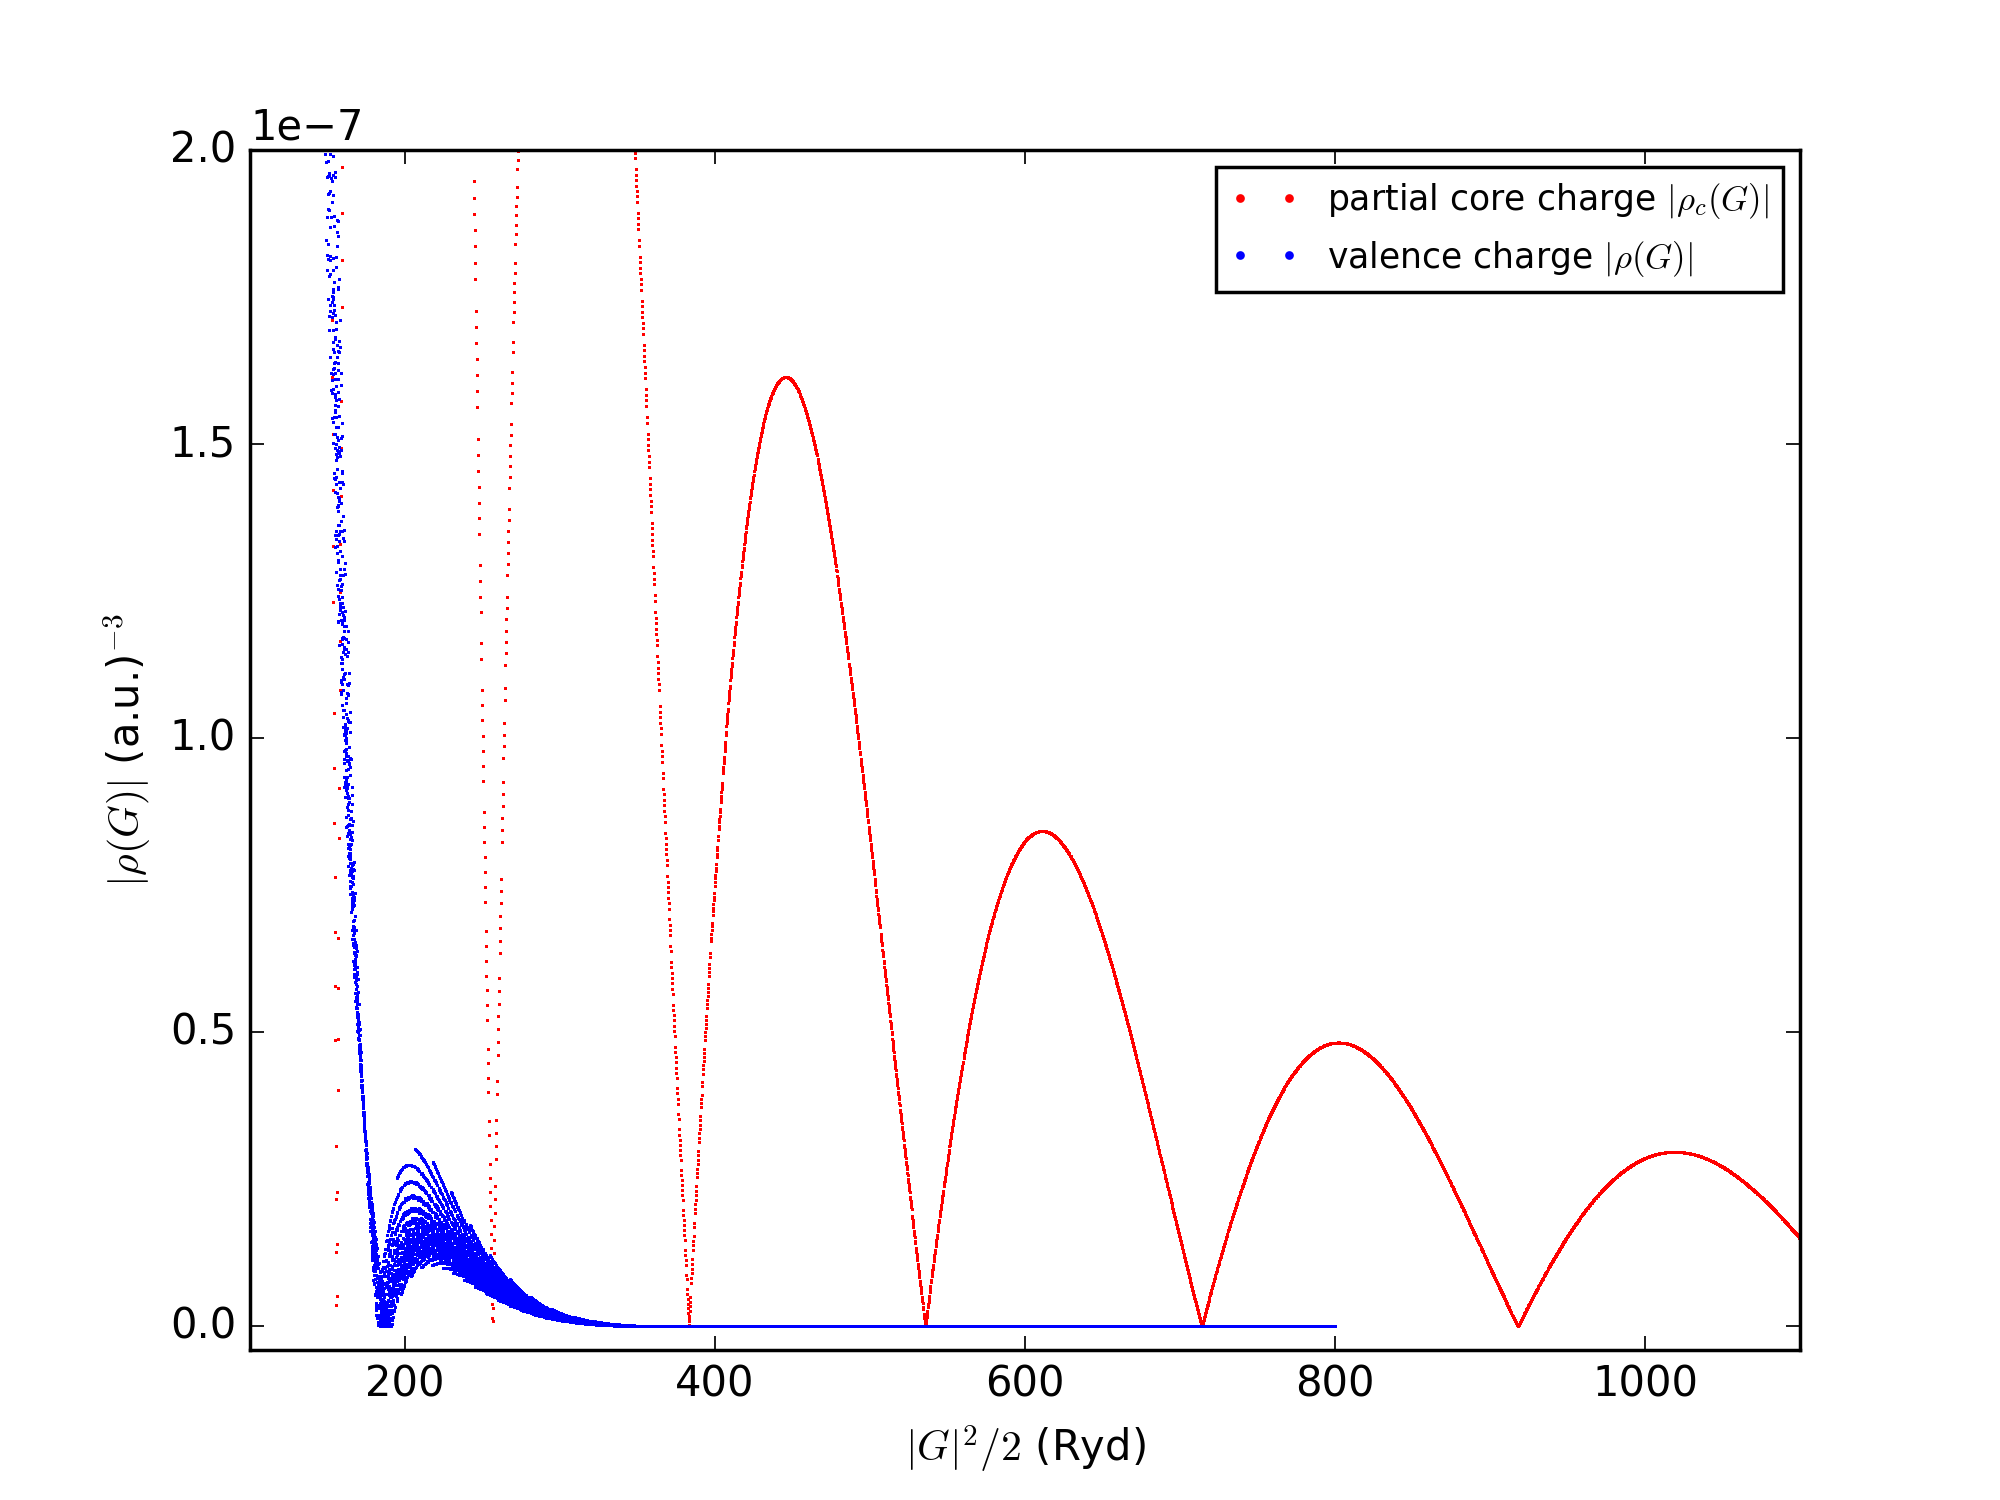 1e−7
2.0
1.5
1.0
0.5
0.0
200 400 600 800 1000
|G|²/2 (Ryd)
|ρ(G)| (a.u.)⁻³
partial core charge |ρ_c(G)|
valence charge |ρ(G)|